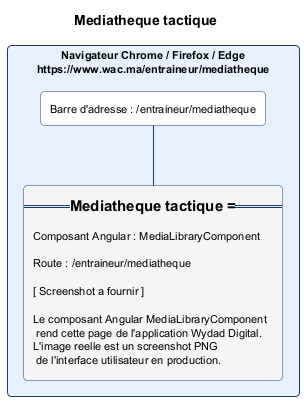 Mediatheque tactique
Navigateur Chrome / Firefox / Edge
https://www.wac.ma/entraineur/mediatheque
Barre d'adresse : /entraineur/mediatheque
Mediatheque tactique =
Composant Angular : MediaLibraryComponent
Route : /entraineur/mediatheque
[ Screenshot a fournir ]
Le composant Angular MediaLibraryComponent
rend cette page de l'application Wydad Digital.
L'image reelle est un screenshot PNG
de l'interface utilisateur en production.